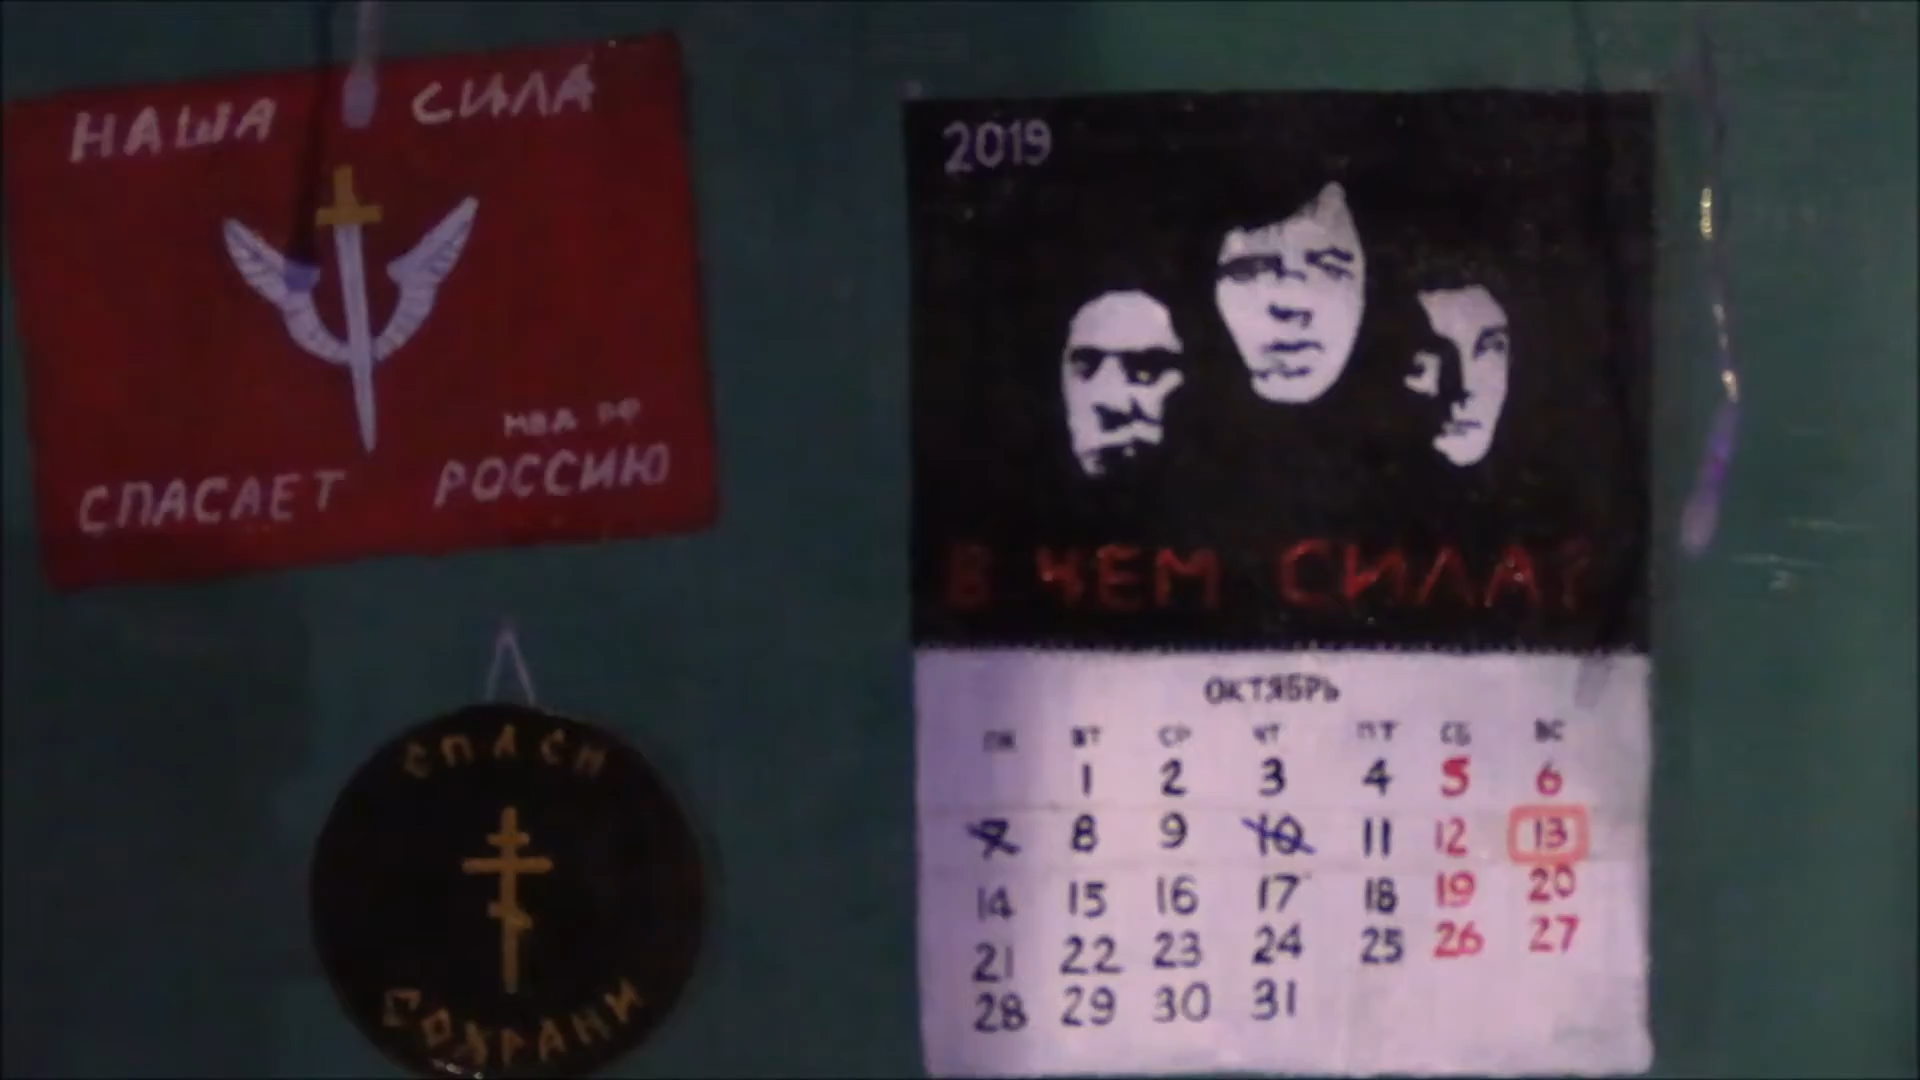 НАША СИЛА
МВД РФ
СПАСАЕТ РОССИЮ
СПАСИ
СОХРАНИ
2019
В ЧЕМ СИЛА?
ОКТЯБРЬ
ПН ВТ СР ЧТ ПТ СБ ВС
1 2 3 4 5 6
7 8 9 10 11 12 13
14 15 16 17 18 19 20
21 22 23 24 25 26 27
28 29 30 31